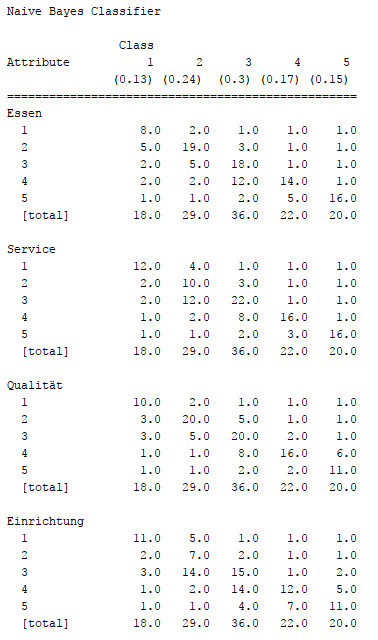 Naive Bayes Classifier
Class
Attribute 1 2 3 4 5
(0.13) (0.24) (0.3) (0.17) (0.15)
==================================================
Essen
1 8.0 2.0 1.0 1.0 1.0
2 5.0 19.0 3.0 1.0 1.0
3 2.0 5.0 18.0 1.0 1.0
4 2.0 2.0 12.0 14.0 1.0
5 1.0 1.0 2.0 5.0 16.0
[total] 18.0 29.0 36.0 22.0 20.0
Service
1 12.0 4.0 1.0 1.0 1.0
2 2.0 10.0 3.0 1.0 1.0
3 2.0 12.0 22.0 1.0 1.0
4 1.0 2.0 8.0 16.0 1.0
5 1.0 1.0 2.0 3.0 16.0
[total] 18.0 29.0 36.0 22.0 20.0
Qualität
1 10.0 2.0 1.0 1.0 1.0
2 3.0 20.0 5.0 1.0 1.0
3 3.0 5.0 20.0 2.0 1.0
4 1.0 1.0 8.0 16.0 6.0
5 1.0 1.0 2.0 2.0 11.0
[total] 18.0 29.0 36.0 22.0 20.0
Einrichtung
1 11.0 5.0 1.0 1.0 1.0
2 2.0 7.0 2.0 1.0 1.0
3 3.0 14.0 15.0 1.0 2.0
4 1.0 2.0 14.0 12.0 5.0
5 1.0 1.0 4.0 7.0 11.0
[total] 18.0 29.0 36.0 22.0 20.0